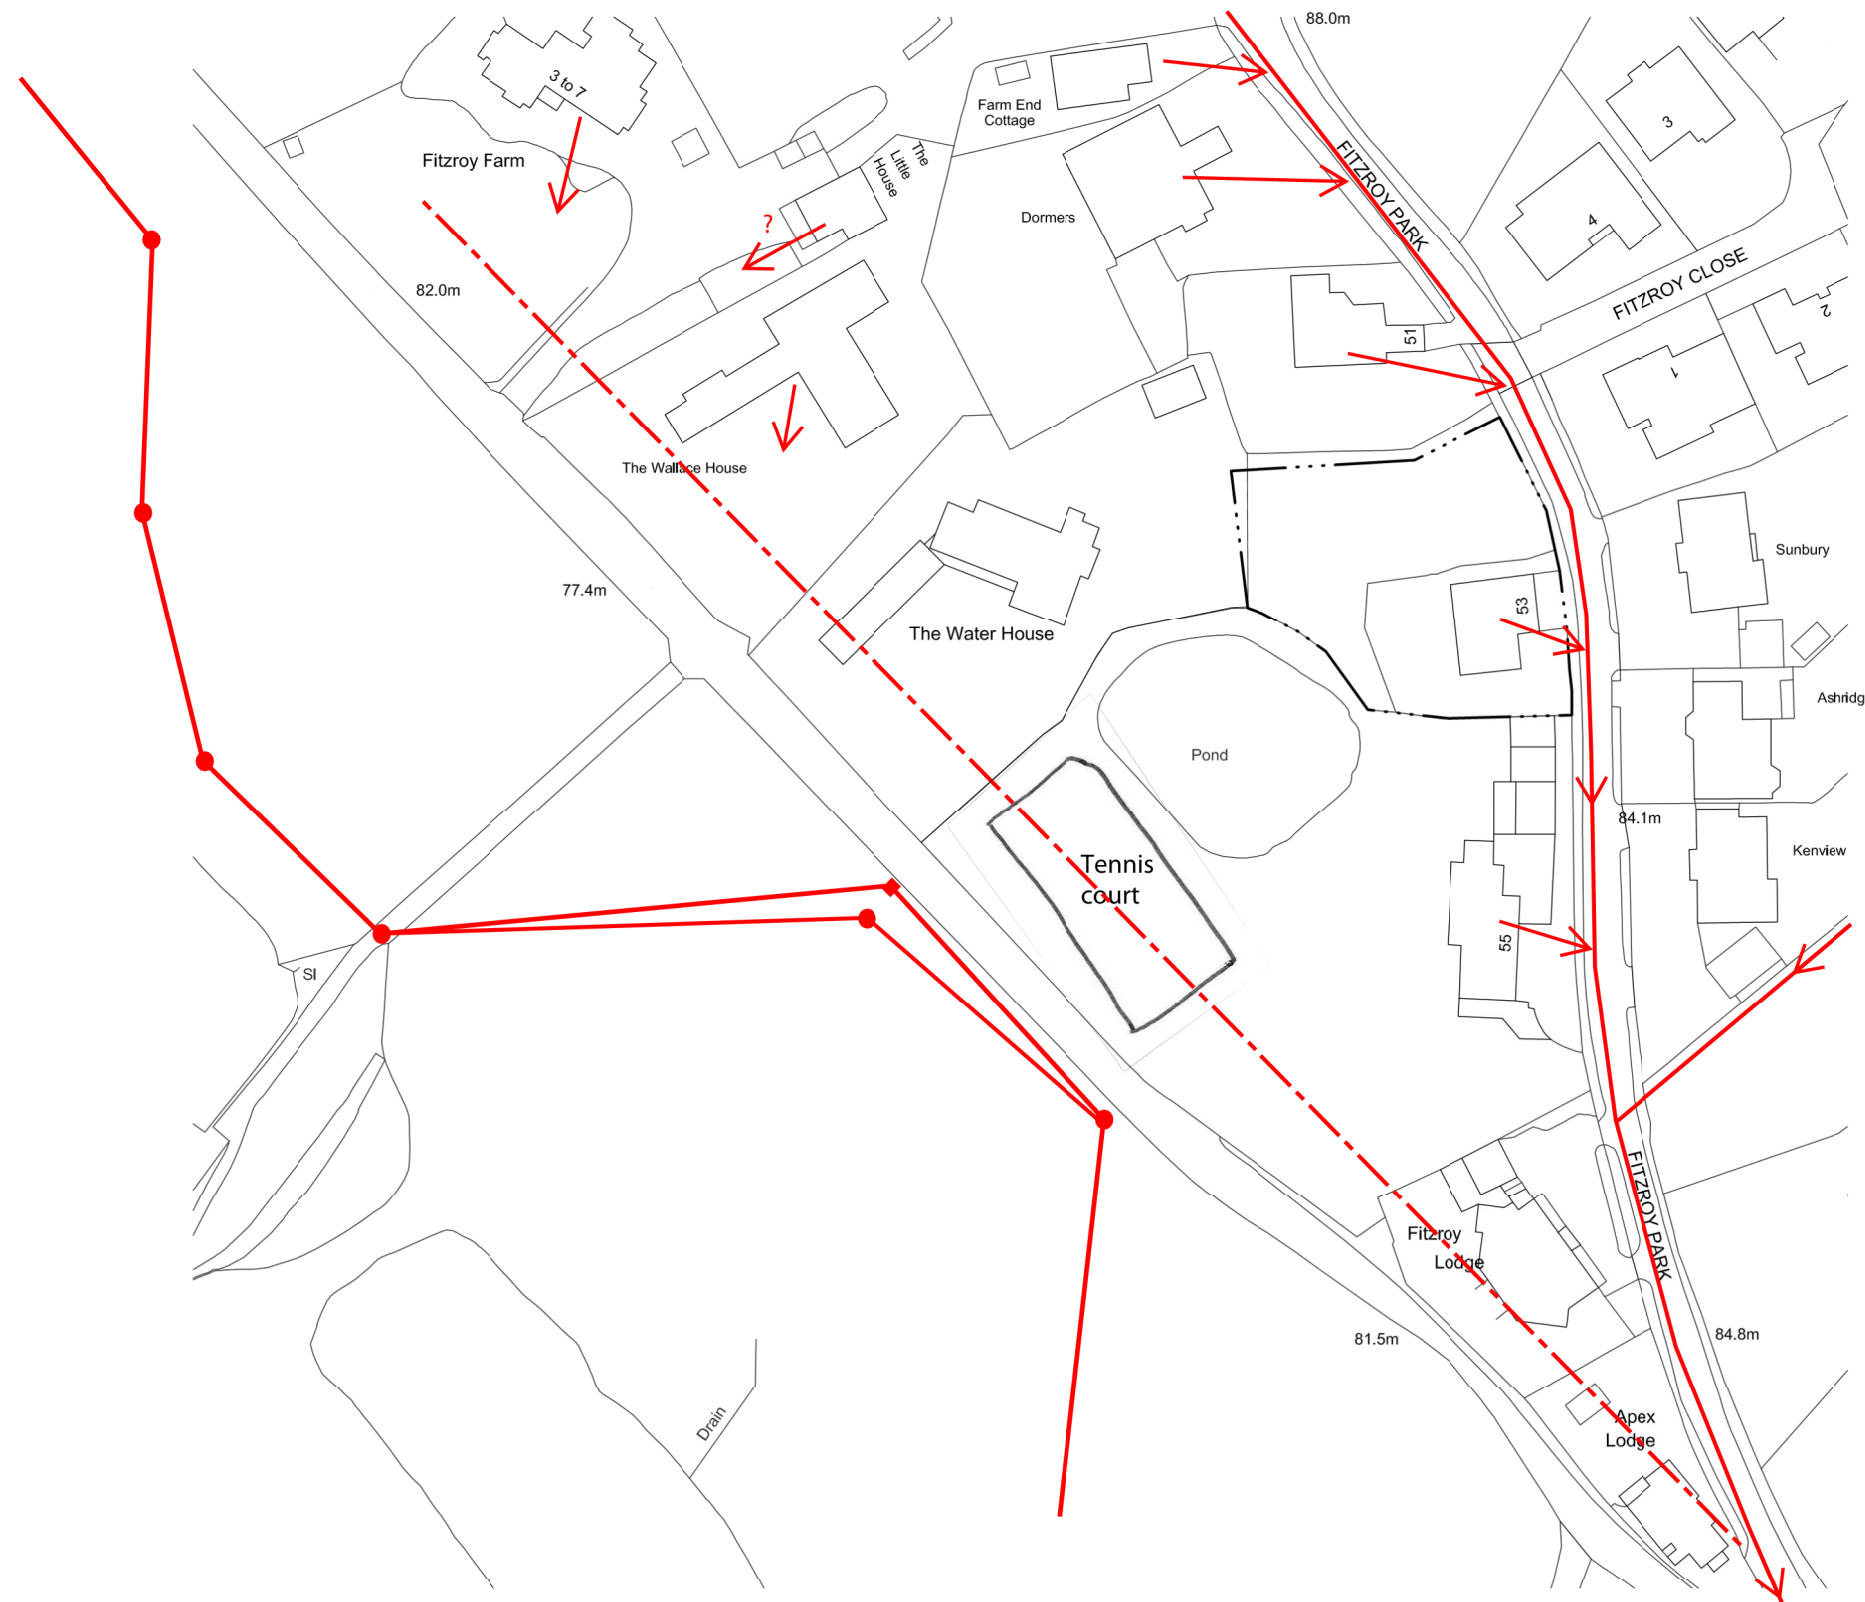 88.0m
3 to 7
Farm End
Cottage
3
FITZROY PARK
Fitzroy Farm
The
Little
House
?
Dormers
4
FITZROY CLOSE
82.0m
2
51
1
The Wallace House
Sunbury
77.4m
53
The Water House
Ashridg
Pond
84.1m
Kenview
Tennis
court
55
SI
FITZROY PARK
Fitzroy
Lodge
81.5m
84.8m
Drain
Apex
Lodge